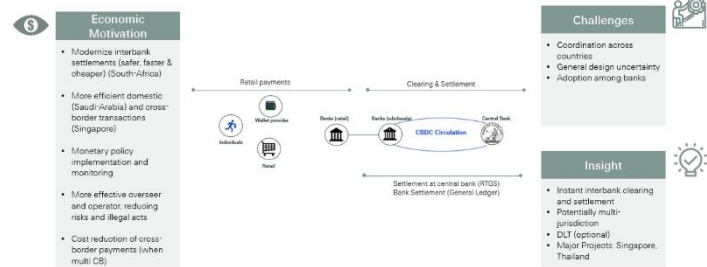 Economic
Motivation
• Modernize interbank
settlements (safer, faster &
cheaper) (South-Africa)
• More efficient domestic
(Saudi-Arabia) and cross-
border transactions
(Singapore)
• Monetary policy
implementation and
monitoring
• More effective overseer
and operator, reducing
risks and illegal acts
• Cost reduction of cross-
border payments (when
multi CB)
Retail payments
Wallet provider
Individuals
Retail
Banks (retail)
Clearing & Settlement
Banks (wholesale)
CBDC Circulation
Central Bank
Settlement at central bank (RTGS)
Bank Settlement (General Ledger)
Challenges
• Coordination across
countries
• General design uncertainty
• Adoption among banks
Insight
• Instant interbank clearing
and settlement
• Potentially multi-
jurisdiction
• DLT (optional)
• Major Projects: Singapore,
Thailand